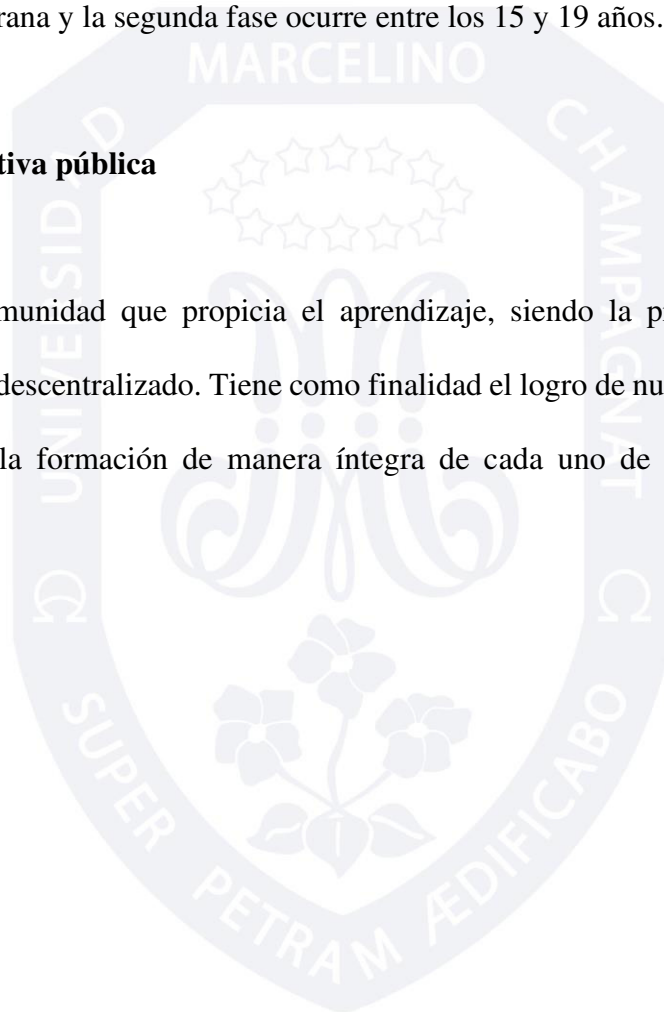 rana y la segunda fase ocurre entre los 15 y 19 años.
tiva pública
munidad que propicia el aprendizaje, siendo la p
descentralizado. Tiene como finalidad el logro de nu
la formación de manera íntegra de cada uno de
UNIVERSIDAD MARCELINO CHAMPAGNAT
SUPER PETRAM ÆDIFICABO